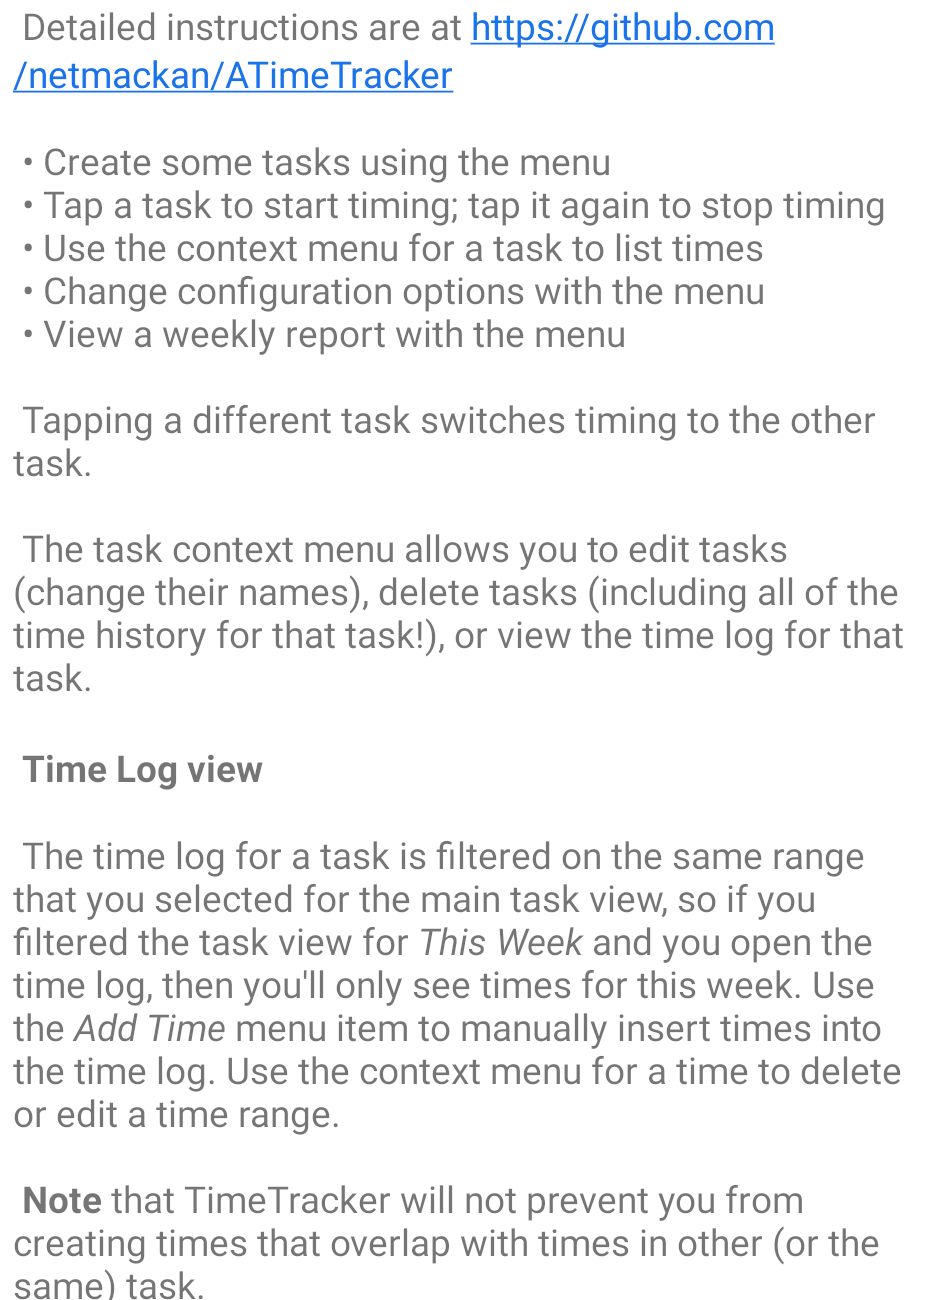 Detailed instructions are at https://github.com
/netmackan/ATimeTracker
• Create some tasks using the menu
• Tap a task to start timing; tap it again to stop timing
• Use the context menu for a task to list times
• Change configuration options with the menu
• View a weekly report with the menu
Tapping a different task switches timing to the other
task.
The task context menu allows you to edit tasks
(change their names), delete tasks (including all of the
time history for that task!), or view the time log for that
task.
Time Log view
The time log for a task is filtered on the same range
that you selected for the main task view, so if you
filtered the task view for This Week and you open the
time log, then you'll only see times for this week. Use
the Add Time menu item to manually insert times into
the time log. Use the context menu for a time to delete
or edit a time range.
Note that TimeTracker will not prevent you from
creating times that overlap with times in other (or the
same) task.